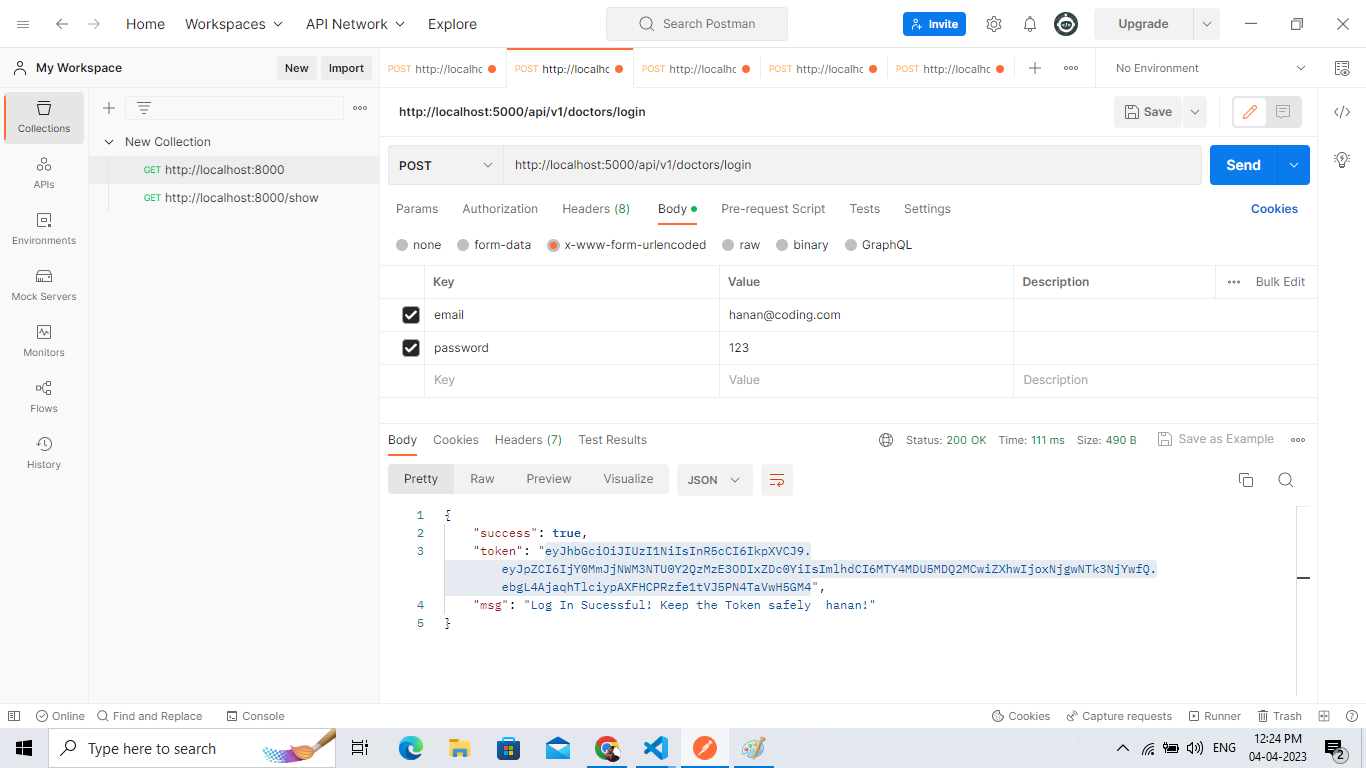 Home Workspaces API Network Explore Search Postman Invite Upgrade
My Workspace New Import POST http://localhc POST http://localhc POST http://localhc POST http://localhc POST http://localhc No Environment
Collections
APIs
Environments
Mock Servers
Monitors
Flows
History
New Collection
GET http://localhost:8000
GET http://localhost:8000/show
http://localhost:5000/api/v1/doctors/login Save
POST http://localhost:5000/api/v1/doctors/login Send
Params Authorization Headers (8) Body Pre-request Script Tests Settings Cookies
none form-data x-www-form-urlencoded raw binary GraphQL
Key Value Description Bulk Edit
email hanan@coding.com
password 123
Key Value Description
Body Cookies Headers (7) Test Results Status: 200 OK Time: 111 ms Size: 490 B Save as Example
Pretty Raw Preview Visualize JSON
1 {
2 "success": true,
3 "token": "eyJhbGciOiJIUzI1NiIsInR5cCI6IkpXVCJ9.
eyJpZCI6IjY0MmJjNWM3NTU0Y2QzMzE3ODIxZDc0YiIsImlhdCI6MTY4MDU5MDQ2MCwiZXhwIjoxNjgwNTk3NjYwfQ.
ebgL4AjaqhTlciypAXFHCPRzfe1tVJ5PN4TaVwH5GM4",
4 "msg": "Log In Sucessful! Keep the Token safely  hanan!"
5 }
Online Find and Replace Console Cookies Capture requests Runner Trash
Type here to search ENG 12:24 PM
04-04-2023 2